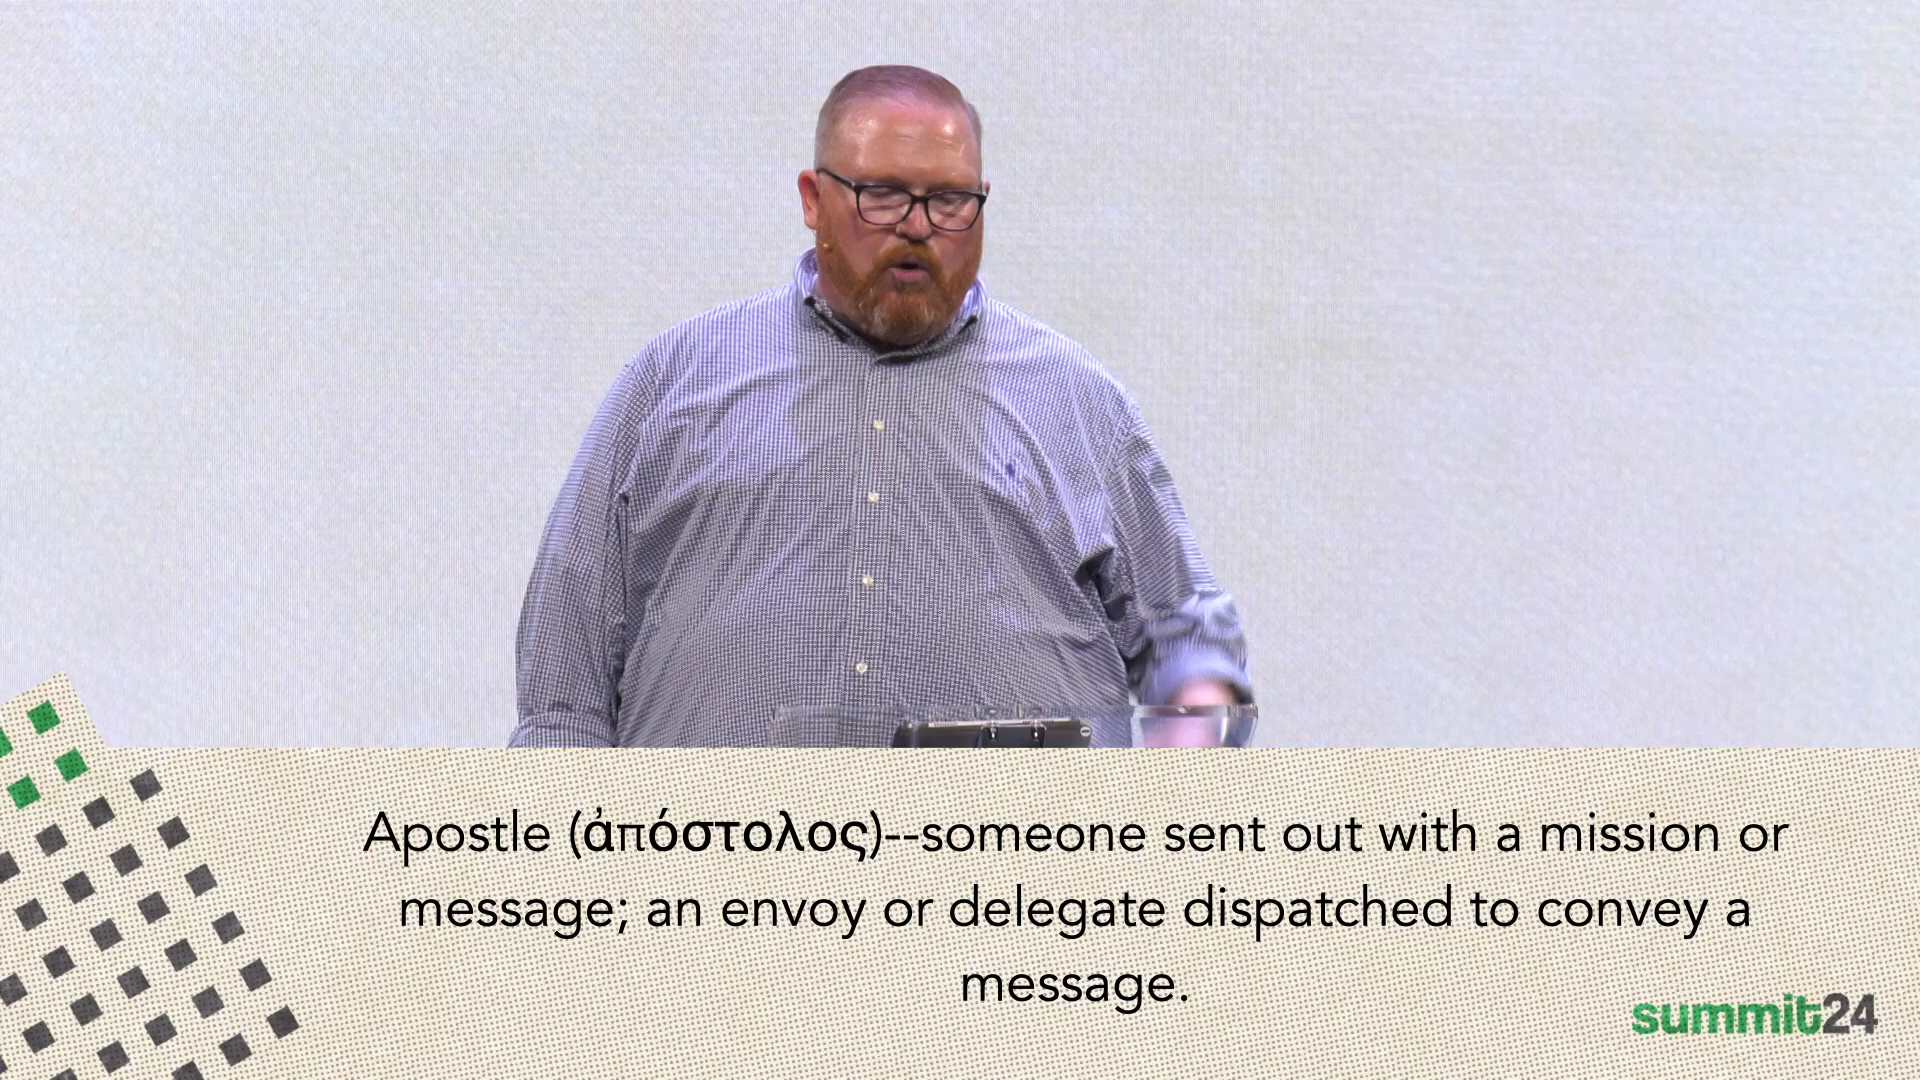 Apostle (ἀπόστολος)--someone sent out with a mission or
message; an envoy or delegate dispatched to convey a
message.
summit24